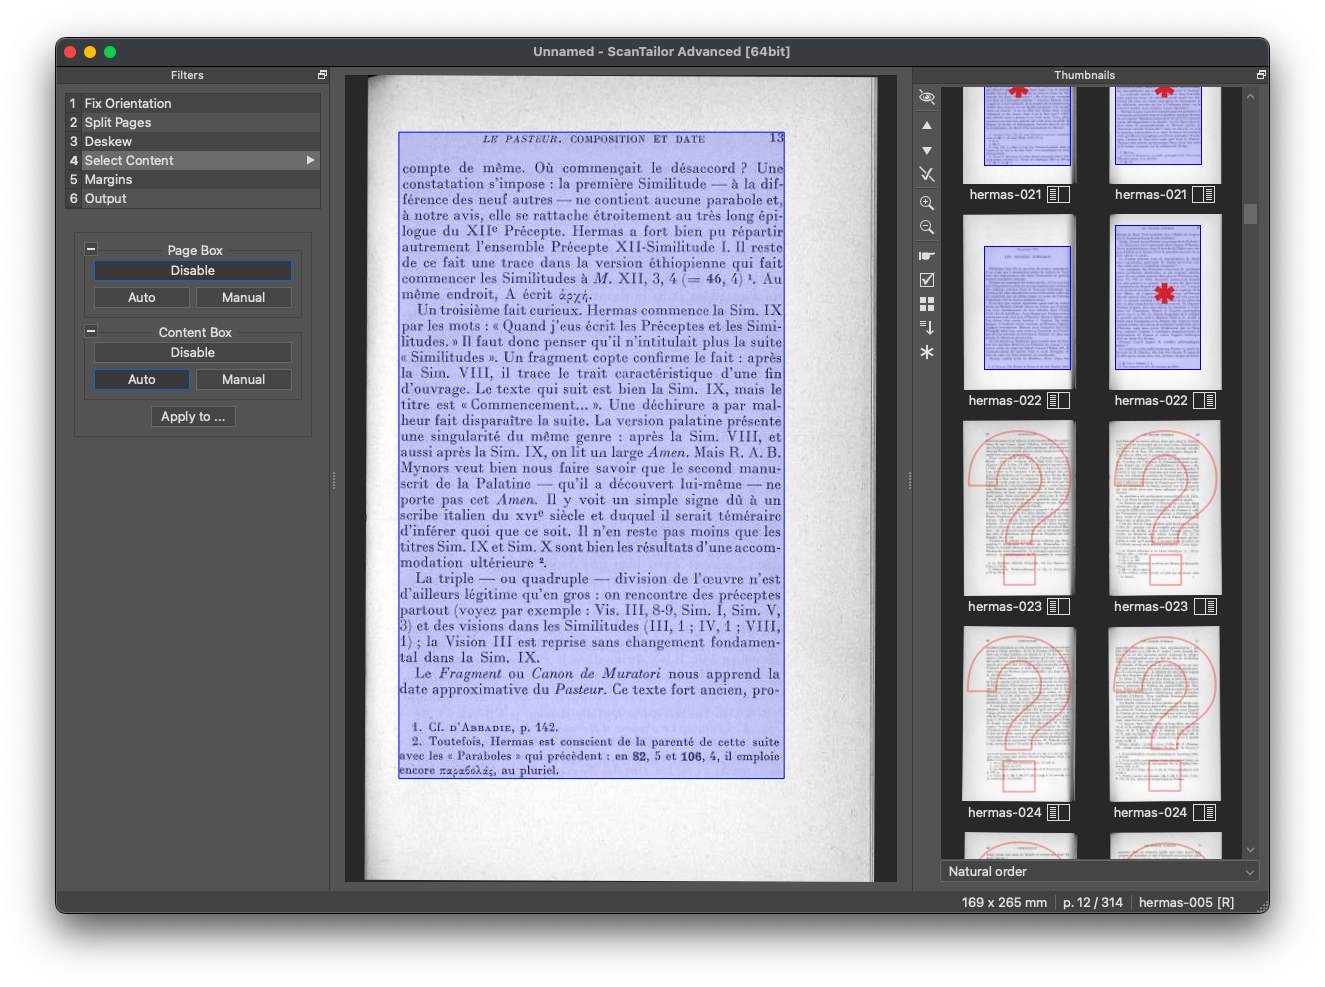 Unnamed - ScanTailor Advanced [64bit]
Filters
1 Fix Orientation
2 Split Pages
3 Deskew
4 Select Content
5 Margins
6 Output
Page Box
Disable
Auto
Manual
Content Box
Disable
Auto
Manual
Apply to ...
LE PASTEUR. COMPOSITION ET DATE 13
compte de même. Où commençait le désaccord ? Une
constatation s'impose : la première Similitude — à la dif-
férence des neuf autres — ne contient aucune parabole et,
à notre avis, elle se rattache étroitement au très long épi-
logue du XIIe Précepte. Hermas a fort bien pu répartir
autrement l'ensemble Précepte XII-Similitude I. Il reste
de ce fait une trace dans la version éthiopienne qui fait
commencer les Similitudes à M. XII, 3, 4 (= 46, 4) ¹. Au
même endroit, A écrit ἀρχή.
Un troisième fait curieux. Hermas commence la Sim. IX
par les mots : « Quand j'eus écrit les Préceptes et les Simi-
litudes. » Il faut donc penser qu'il n'intitulait plus la suite
« Similitudes ». Un fragment copte confirme le fait : après
la Sim. VIII, il trace le trait caractéristique d'une fin
d'ouvrage. Le texte qui suit est bien la Sim. IX, mais le
titre est « Commencement... ». Une déchirure a par mal-
heur fait disparaître la suite. La version palatine présente
une singularité du même genre : après la Sim. VIII, et
aussi après la Sim. IX, on lit un large Amen. Mais R. A. B.
Mynors veut bien nous faire savoir que le second manu-
scrit de la Palatine — qu'il a découvert lui-même — ne
porte pas cet Amen. Il y voit un simple signe dû à un
scribe italien du XVIe siècle et duquel il serait téméraire
d'inférer quoi que ce soit. Il n'en reste pas moins que les
titres Sim. IX et Sim. X sont bien les résultats d'une accom-
modation ultérieure ².
La triple — ou quadruple — division de l'œuvre n'est
d'ailleurs légitime qu'en gros : on rencontre des préceptes
partout (voyez par exemple : Vis. III, 8-9, Sim. I, Sim. V,
3) et des visions dans les Similitudes (III, 1 ; IV, 1 ; VIII,
1) ; la Vision III est reprise sans changement fondamen-
tal dans la Sim. IX.
Le Fragment ou Canon de Muratori nous apprend la
date approximative du Pasteur. Ce texte fort ancien, pro-
1. Cf. D'ABBADIE, p. 142.
2. Toutefois, Hermas est conscient de la parenté de cette suite
avec les « Paraboles » qui précèdent : en 82, 5 et 106, 4, il emploie
encore παραβολάς, au pluriel.
Thumbnails
hermas-021
hermas-021
hermas-022
hermas-022
hermas-023
hermas-023
hermas-024
hermas-024
Natural order
169 x 265 mm
p. 12 / 314
hermas-005 [R]